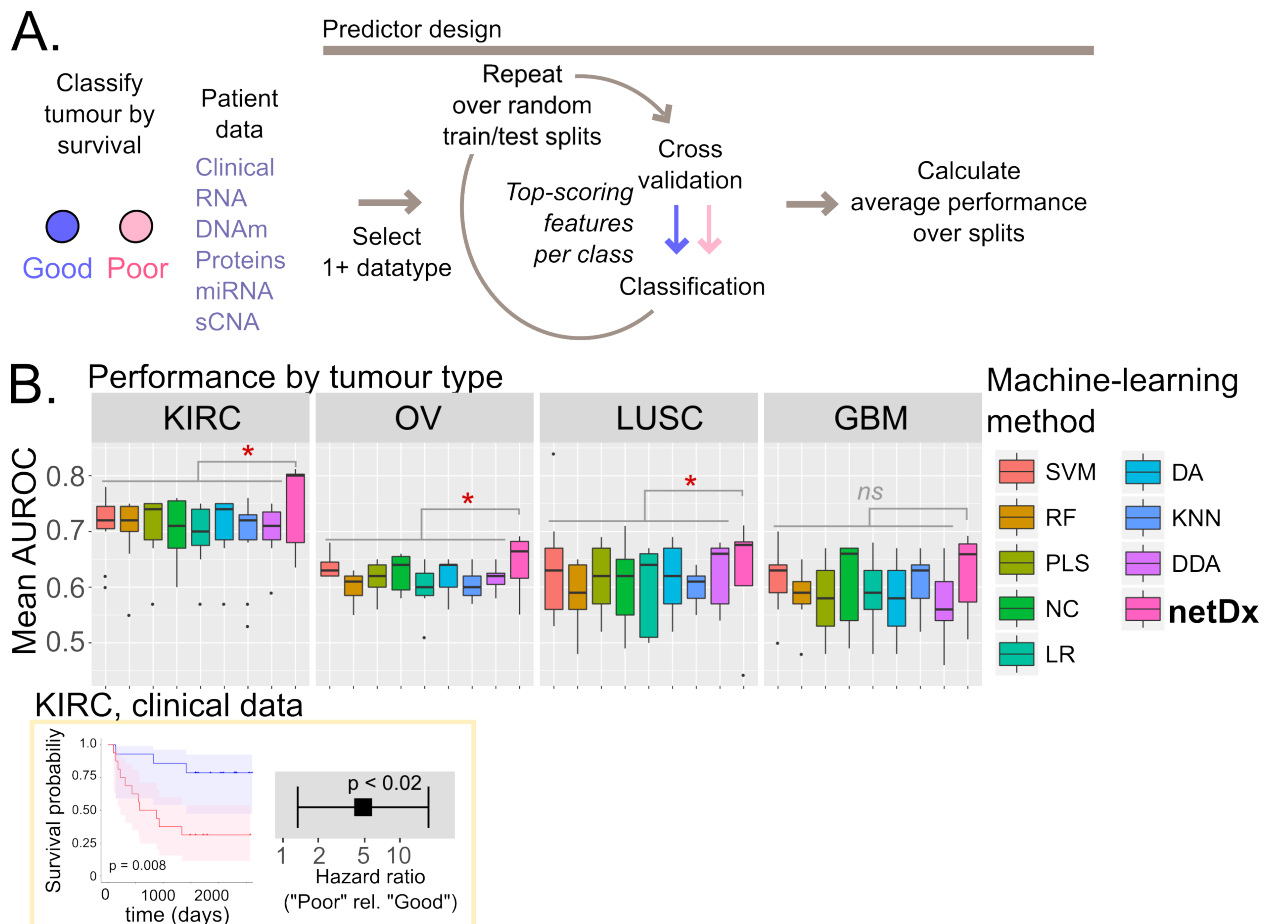 A.
Predictor design
Classify
tumour by
survival
Good
Poor
Patient
data
Clinical
RNA
DNAm
Proteins
miRNA
sCNA
Select
1+ datatype
Repeat
over random
train/test splits
Top-scoring
features
per class
Cross
validation
Classification
Calculate
average performance
over splits
B.
Performance by tumour type
KIRC
OV
LUSC
GBM
Mean AUROC
0.8
0.7
0.6
0.5
*
*
*
ns
Machine-learning
method
SVM
RF
PLS
NC
LR
DA
KNN
DDA
netDx
KIRC, clinical data
Survival probabiliy
1.0
0.75
0.50
0.25
0
p = 0.008
0 1000 2000
time (days)
p < 0.02
1 2 5 10
Hazard ratio
("Poor" rel. "Good")